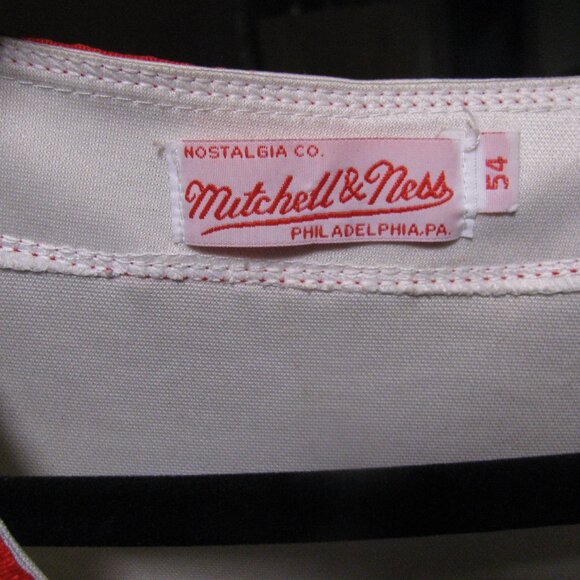 NOSTALGIA CO.
Mitchell & Ness
PHILADELPHIA, PA.
54